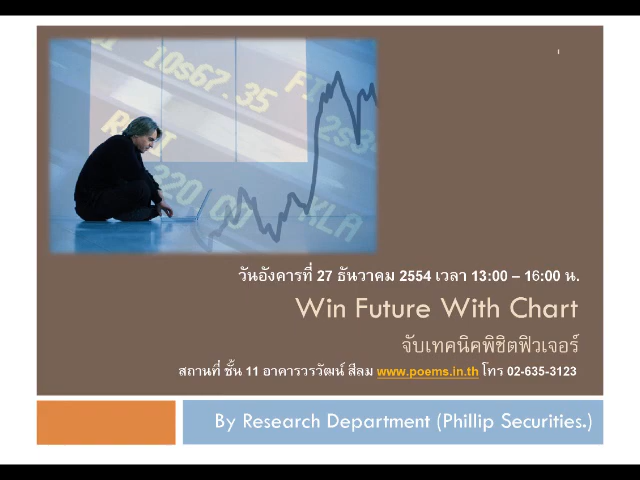 10s67.35
วันอังคารที่ 27 ธันวาคม 2554 เวลา 13:00 – 16:00 น.
Win Future With Chart
จับเทคนิคพิชิตฟิวเจอร์
สถานที่ ชั้น 11 อาคารวรวัฒน์ สีลม www.poems.in.th โทร 02-635-3123
By Research Department (Phillip Securities.)